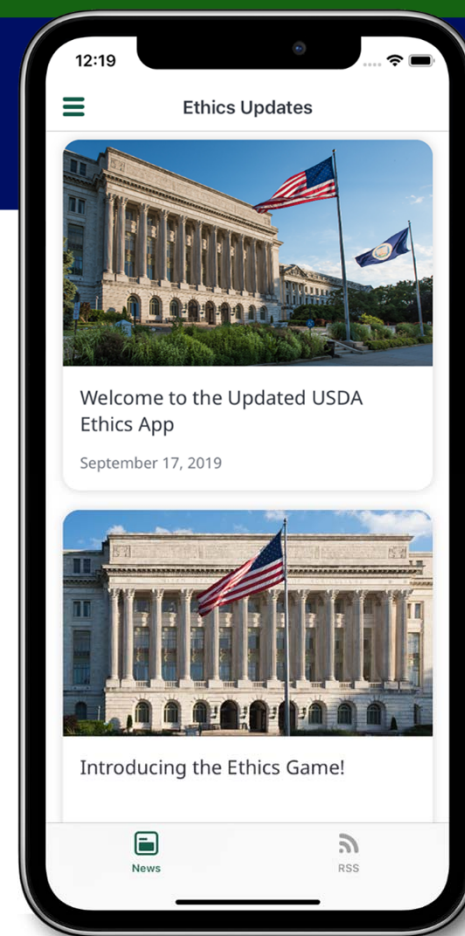 12:19
Ethics Updates
Welcome to the Updated USDA
Ethics App
September 17, 2019
Introducing the Ethics Game!
News
RSS